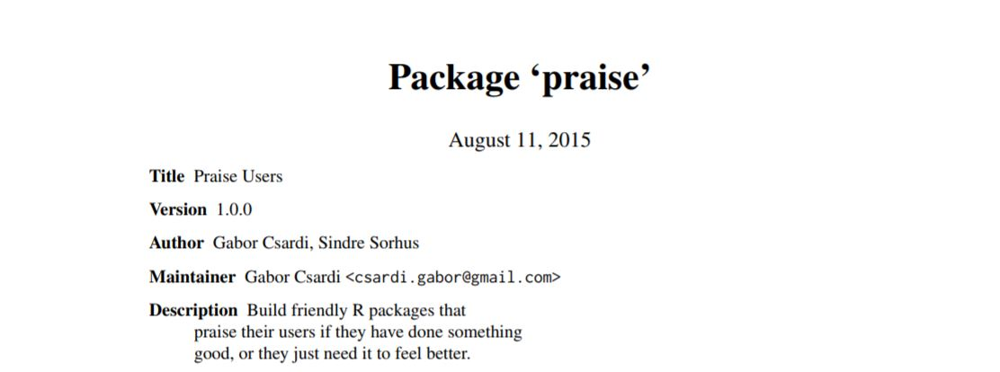 Package ‘praise’
August 11, 2015
Title Praise Users
Version 1.0.0
Author Gabor Csardi, Sindre Sorhus
Maintainer Gabor Csardi <csardi.gabor@gmail.com>
Description Build friendly R packages that
praise their users if they have done something
good, or they just need it to feel better.